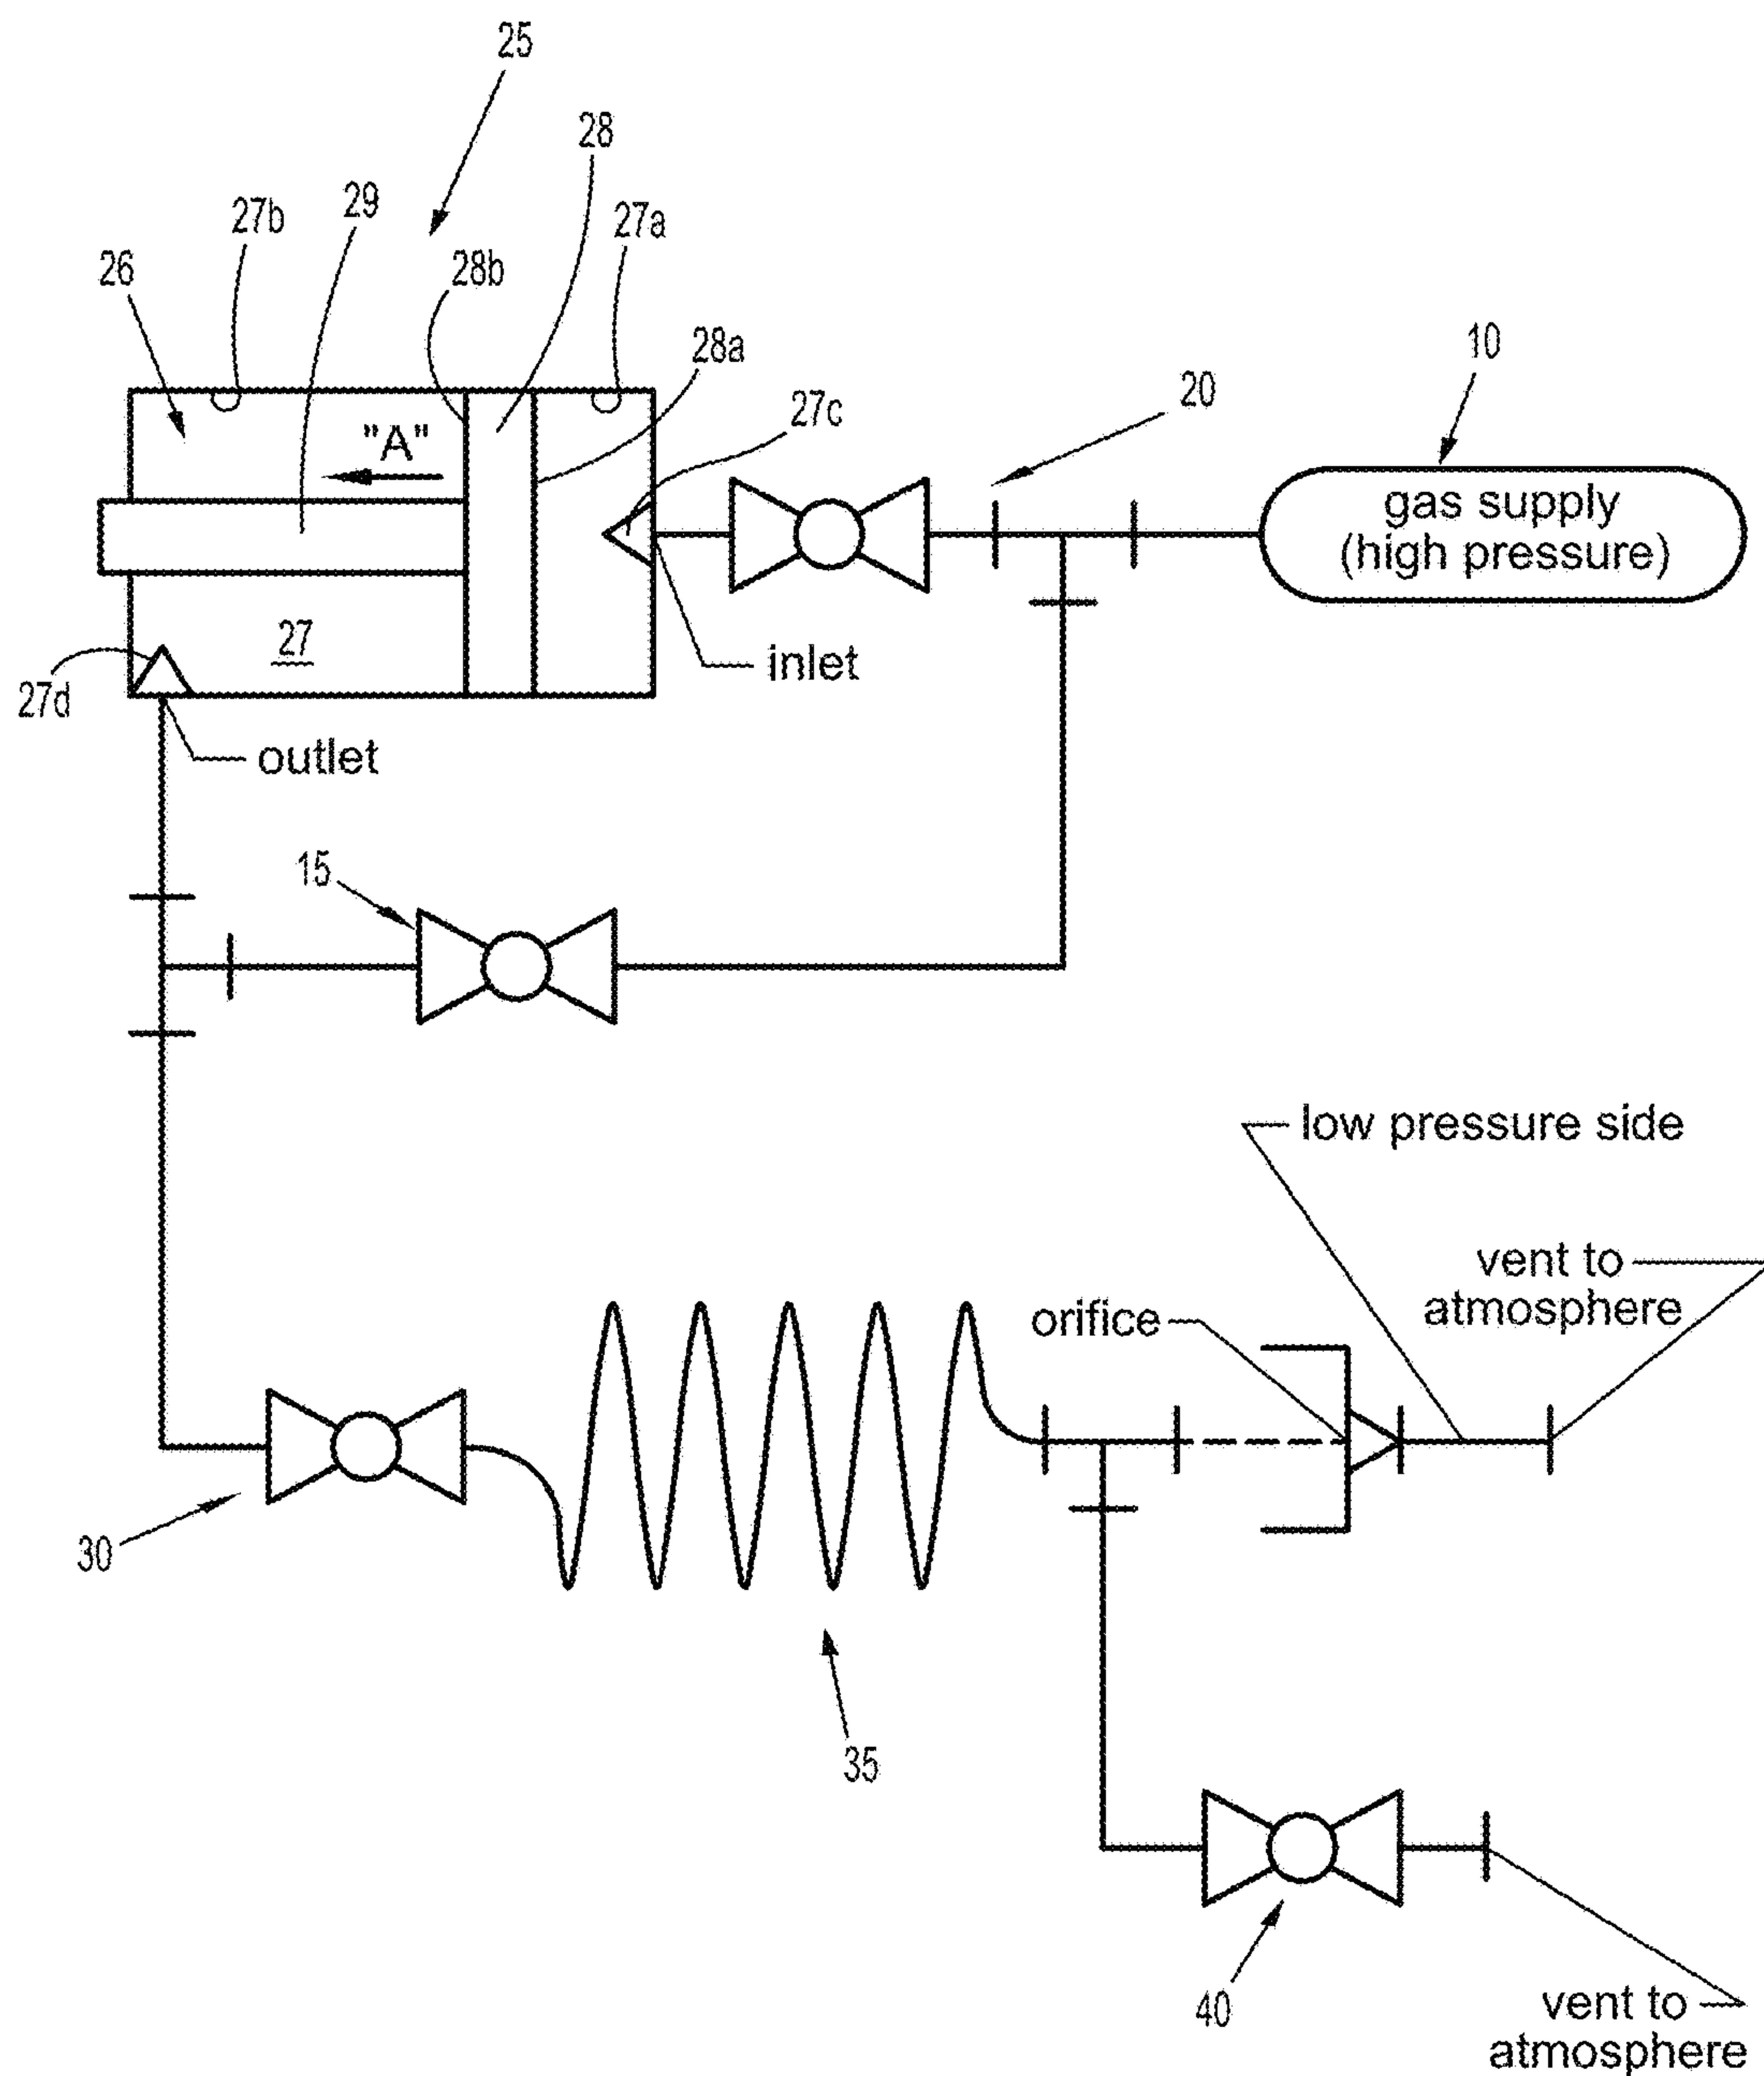 25
28
29
27b
27a
28b
26
28a
10
27c
20
"A"
gas supply
(high pressure)
27
inlet
27d
outlet
15
low pressure side
vent to
atmosphere
orifice
30
35
40
vent to
atmosphere